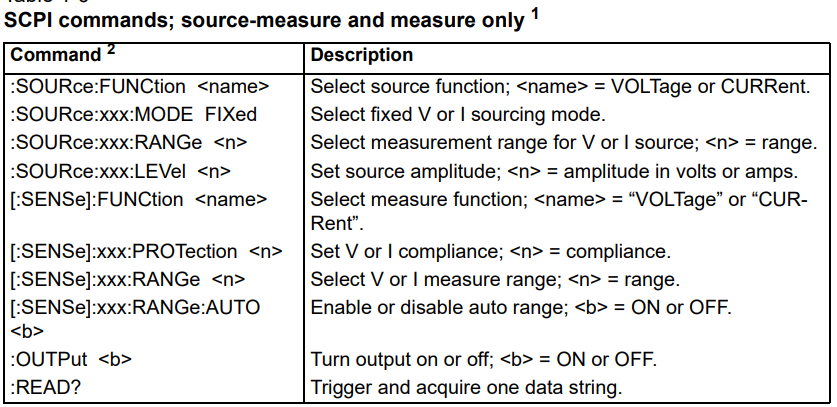 SCPI commands; source-measure and measure only 1
Command 2 Description
:SOURce:FUNCtion <name> Select source function; <name> = VOLTage or CURRent.
:SOURce:xxx:MODE FIXed Select fixed V or I sourcing mode.
:SOURce:xxx:RANGe <n> Select measurement range for V or I source; <n> = range.
:SOURce:xxx:LEVel <n> Set source amplitude; <n> = amplitude in volts or amps.
[:SENSe]:FUNCtion <name> Select measure function; <name> = “VOLTage” or “CUR-
Rent”.
[:SENSe]:xxx:PROTection <n> Set V or I compliance; <n> = compliance.
[:SENSe]:xxx:RANGe <n> Select V or I measure range; <n> = range.
[:SENSe]:xxx:RANGe:AUTO Enable or disable auto range; <b> = ON or OFF.
<b>
:OUTPut <b> Turn output on or off; <b> = ON or OFF.
:READ? Trigger and acquire one data string.